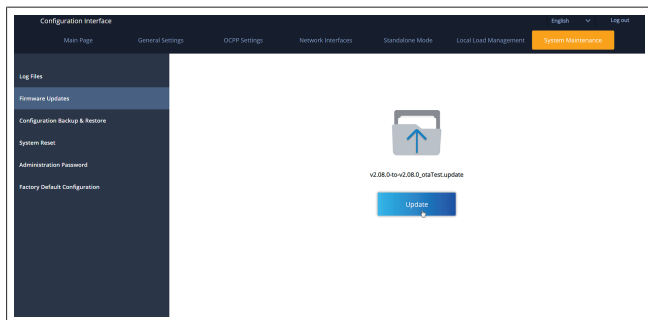 Configuration Interface
English
Log out
Main Page
General Settings
OCPP Settings
Network Interfaces
Standalone Mode
Local Load Management
System Maintenance
Log Files
Firmware Updates
Configuration Backup & Restore
System Reset
Administration Password
Factory Default Configuration
v2.08.0-to-v2.08.0_otaTest.update
Update